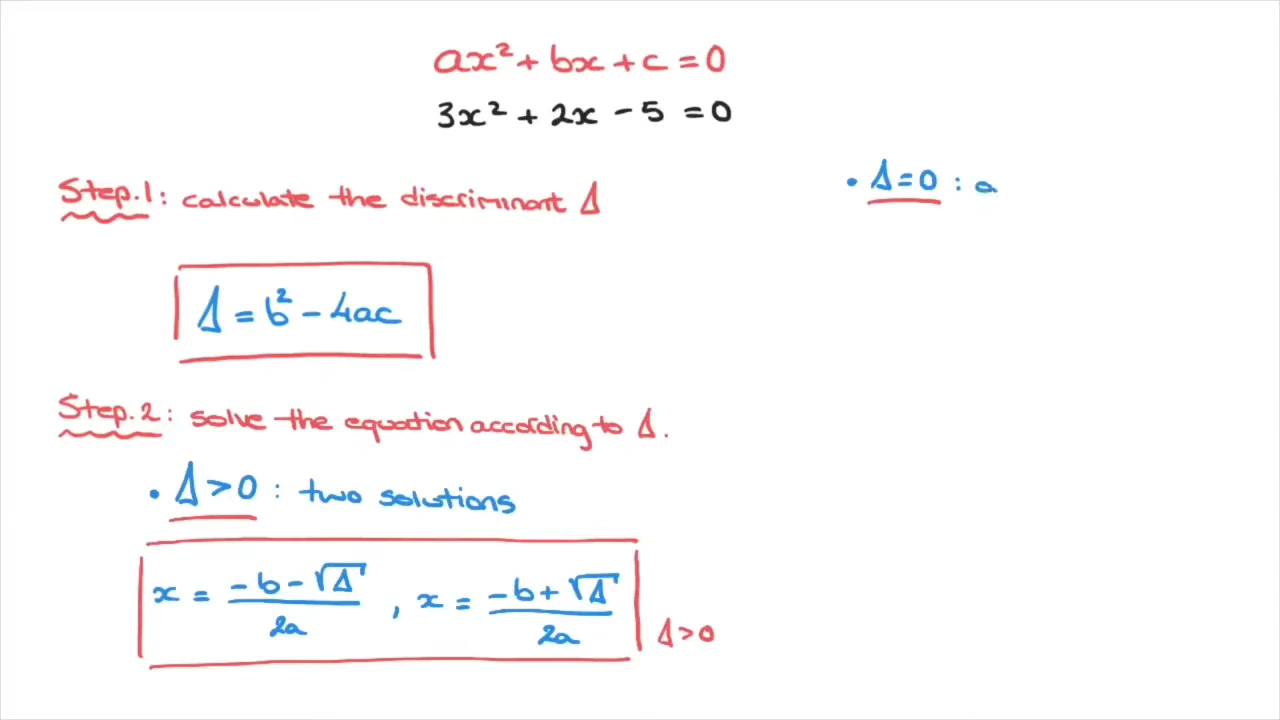 ax² + bx + c = 0
3x² + 2x - 5 = 0
Step.1: calculate the discriminant Δ
Δ = b² - 4ac
Step.2: solve the equation according to Δ.
• Δ > 0 : two solutions
x = (-b - √Δ)/2a , x = (-b + √Δ)/2a
Δ > 0
• Δ = 0 : a